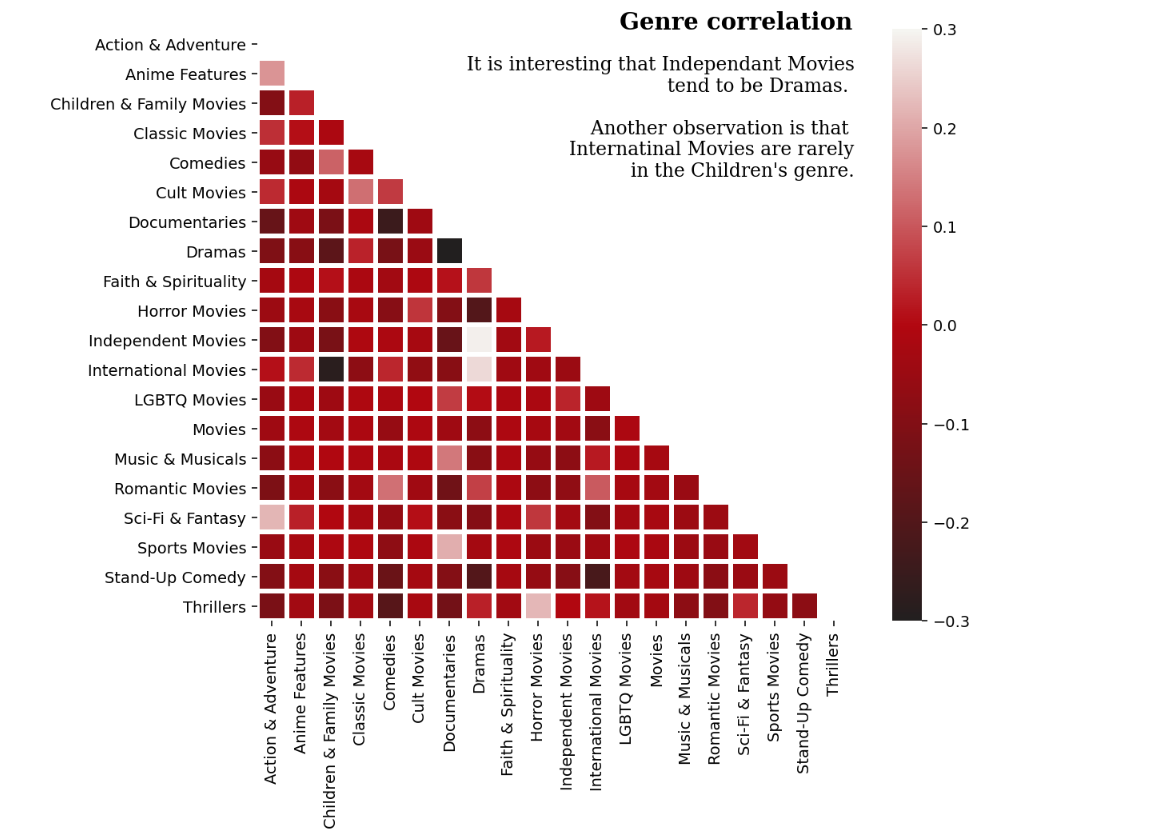 Genre correlation
It is interesting that Independant Movies
tend to be Dramas.
Another observation is that
Internatinal Movies are rarely
in the Children's genre.
Action & Adventure
Anime Features
Children & Family Movies
Classic Movies
Comedies
Cult Movies
Documentaries
Dramas
Faith & Spirituality
Horror Movies
Independent Movies
International Movies
LGBTQ Movies
Movies
Music & Musicals
Romantic Movies
Sci-Fi & Fantasy
Sports Movies
Stand-Up Comedy
Thrillers
Action & Adventure
Anime Features
Children & Family Movies
Classic Movies
Comedies
Cult Movies
Documentaries
Dramas
Faith & Spirituality
Horror Movies
Independent Movies
International Movies
LGBTQ Movies
Movies
Music & Musicals
Romantic Movies
Sci-Fi & Fantasy
Sports Movies
Stand-Up Comedy
Thrillers
0.3
0.2
0.1
0.0
−0.1
−0.2
−0.3